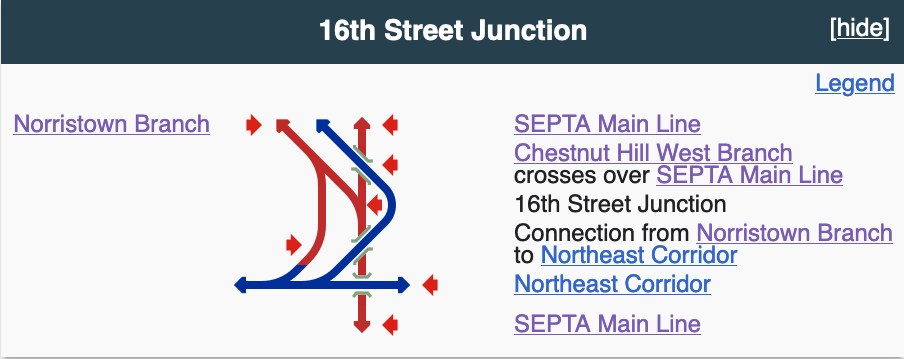 16th Street Junction
[hide]
Legend
Norristown Branch
SEPTA Main Line
Chestnut Hill West Branch
crosses over SEPTA Main Line
16th Street Junction
Connection from Norristown Branch
to Northeast Corridor
Northeast Corridor
SEPTA Main Line